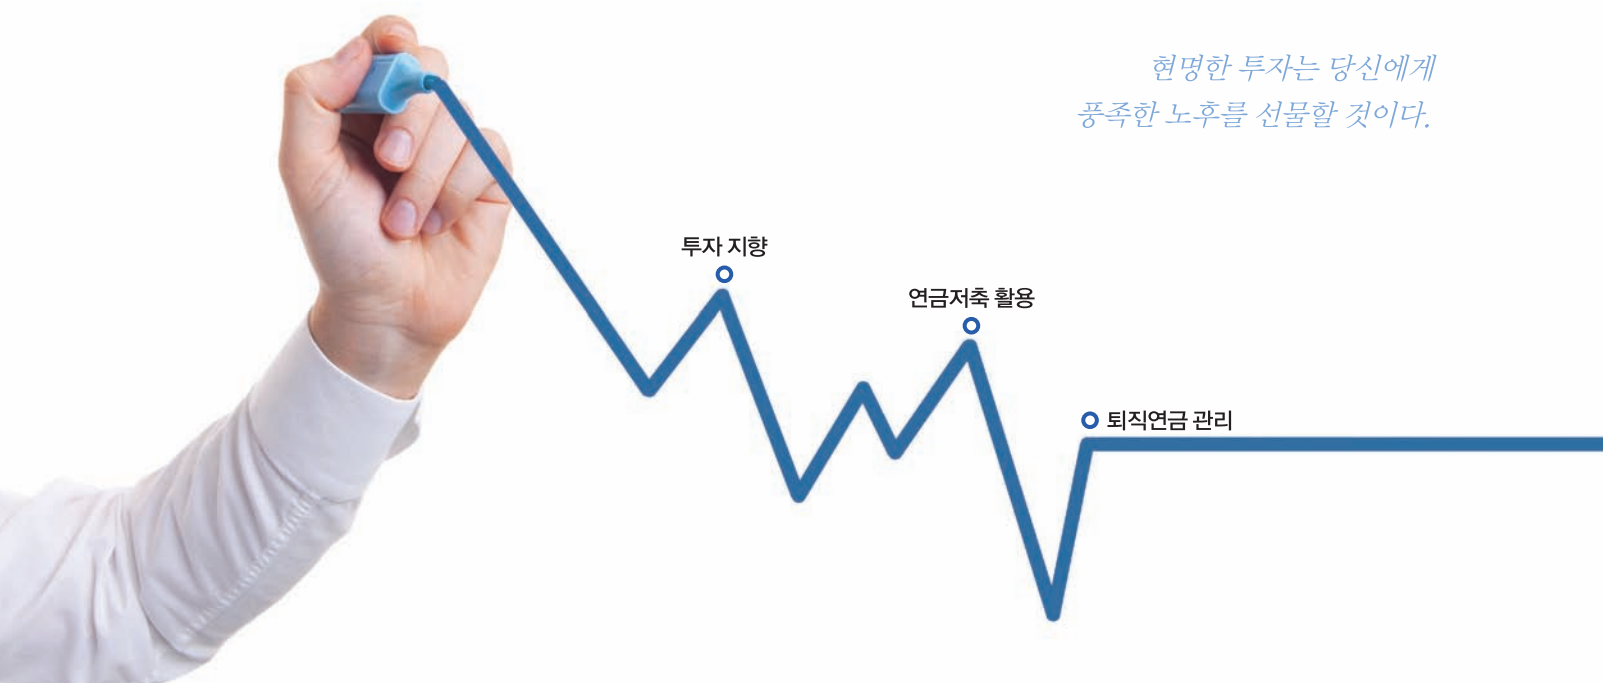 현명한 투자는 당신에게
풍족한 노후를 선물할 것이다.
투자 지향
연금저축 활용
퇴직연금 관리